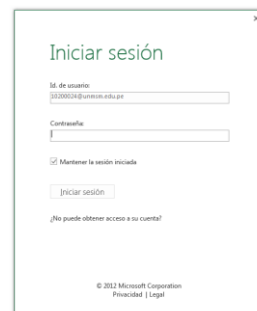 Iniciar sesión
Id. de usuario:
10200024@unmsm.edu.pe
Contraseña:
Mantener la sesión iniciada
Iniciar sesión
¿No puede obtener acceso a su cuenta?
© 2012 Microsoft Corporation
Privacidad | Legal